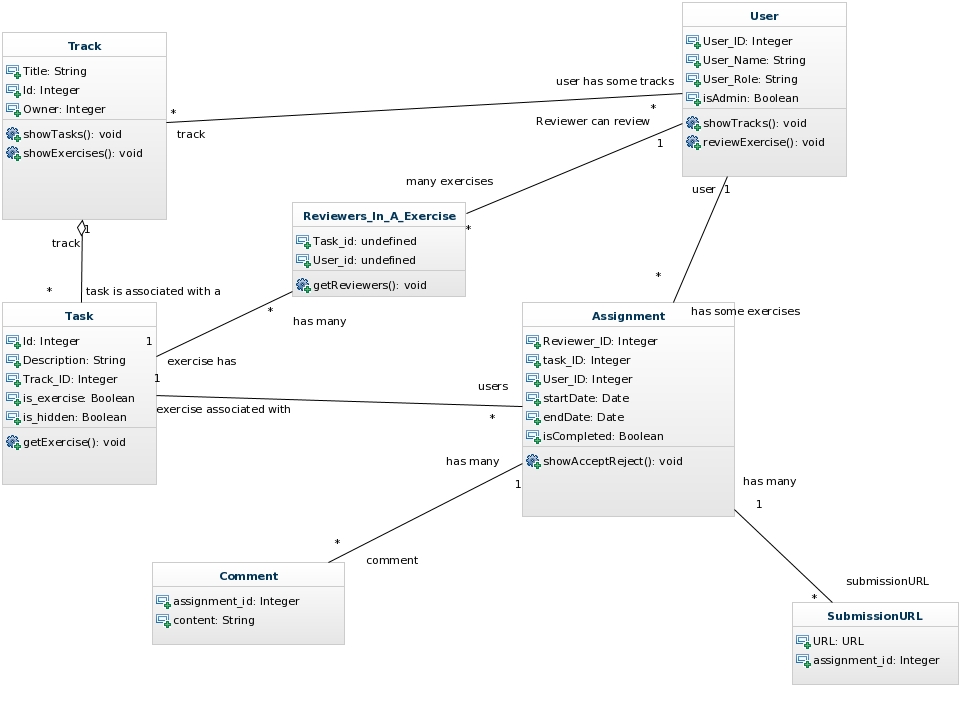 User
User_ID: Integer
User_Name: String
User_Role: String
isAdmin: Boolean
showTracks(): void
reviewExercise(): void
Track
Title: String
Id: Integer
Owner: Integer
showTasks(): void
showExercises(): void
user has some tracks
*
*
track
Reviewer can review
1
many exercises
*
user 1
Reviewers_In_A_Exercise
Task_id: undefined
User_id: undefined
getReviewers(): void
1
track
*
task is associated with a
*
has many
*
has some exercises
Task
Id: Integer
Description: String
Track_ID: Integer
is_exercise: Boolean
is_hidden: Boolean
getExercise(): void
1
exercise has
1
exercise associated with
users
*
Assignment
Reviewer_ID: Integer
task_ID: Integer
User_ID: Integer
startDate: Date
endDate: Date
isCompleted: Boolean
showAcceptReject(): void
has many
1
has many
1
*
comment
Comment
assignment_id: Integer
content: String
submissionURL
*
SubmissionURL
URL: URL
assignment_id: Integer